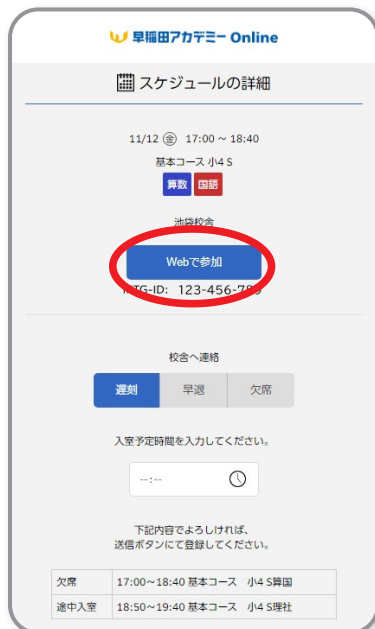 早稲田アカデミー Online
スケジュールの詳細
11/12 ㊎ 17:00 ~ 18:40
基本コース 小4 S
算数 国語
池袋校舎
Webで参加
123-456-789
校舎へ連絡
遅刻 早退 欠席
入室予定時間を入力してください。
--:--
下記内容でよろしければ、
送信ボタンにて登録してください。
欠席 17:00~18:40 基本コース 小4 S算国
途中入室 18:50~19:40 基本コース 小4 S理社